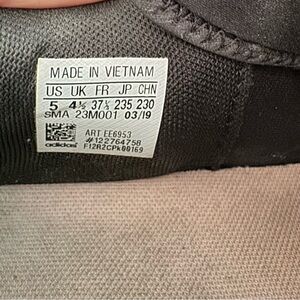 MADE IN VIETNAM
US UK FR JP CHN
5 4½ 37⅓ 235 230
SMA 23M001 03/19
ART EE6953
#122764758
adidas F12R2CPk00169